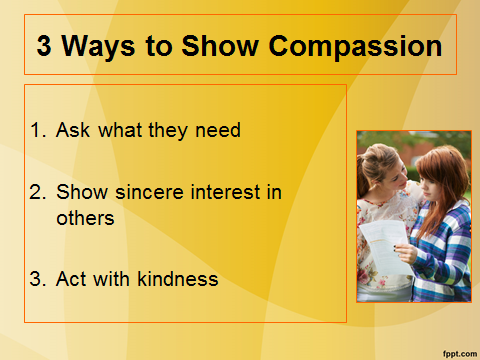 3 Ways to Show Compassion
1. Ask what they need
2. Show sincere interest in
others
3. Act with kindness
fppt.com